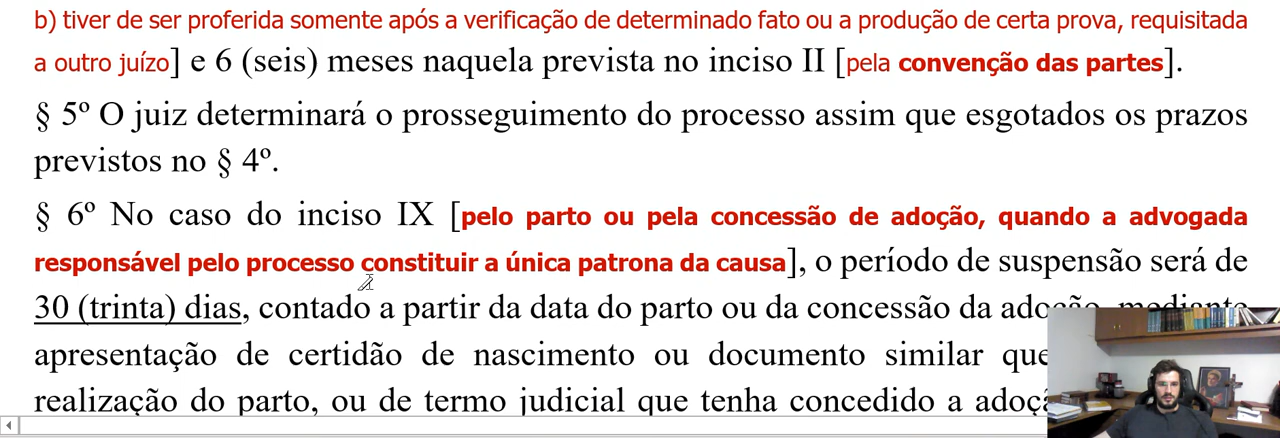 b) tiver de ser proferida somente após a verificação de determinado fato ou a produção de certa prova, requisitada
a outro juízo] e 6 (seis) meses naquela prevista no inciso II [pela convenção das partes].
§ 5º O juiz determinará o prosseguimento do processo assim que esgotados os prazos
previstos no § 4º.
§ 6º No caso do inciso IX [pelo parto ou pela concessão de adoção, quando a advogada
responsável pelo processo constituir a única patrona da causa], o período de suspensão será de
30 (trinta) dias, contado a partir da data do parto ou da concessão da adoção, mediante
apresentação de certidão de nascimento ou documento similar que
realização do parto, ou de termo judicial que tenha concedido a